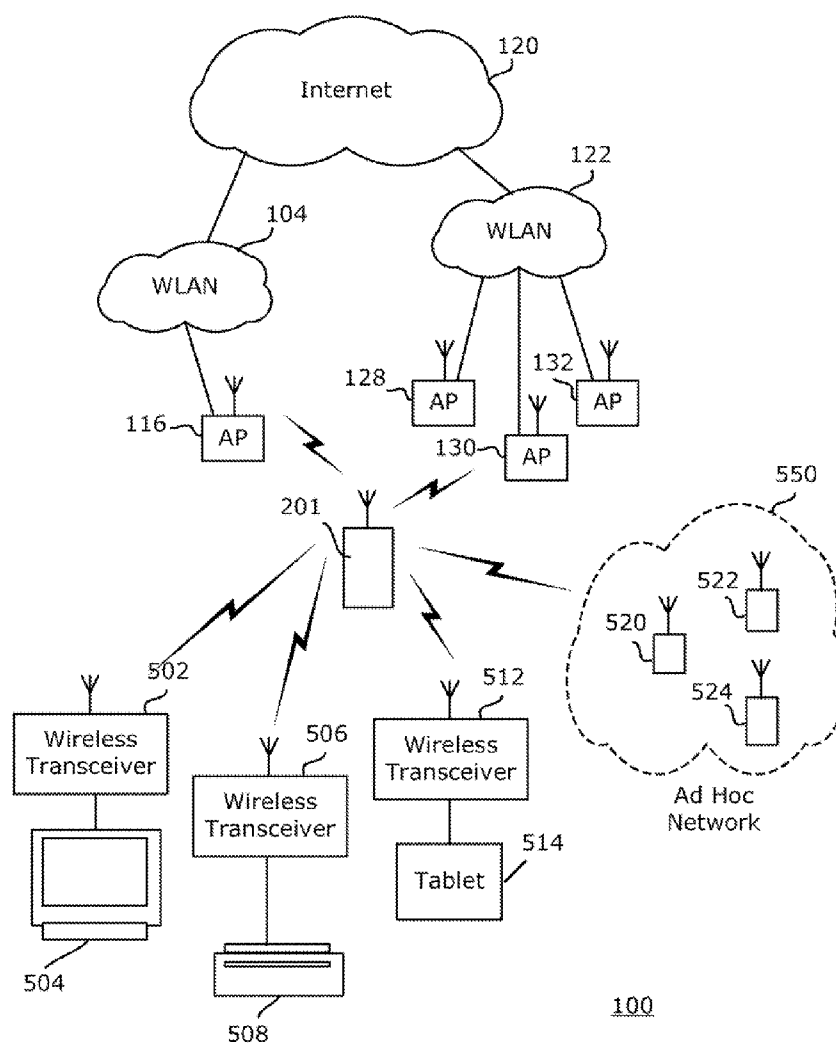 120
Internet
122
WLAN
104
WLAN
128
AP
132
AP
116
AP
130
AP
201
550
522
520
524
Ad Hoc
Network
502
Wireless
Transceiver
506
Wireless
Transceiver
512
Wireless
Transceiver
514
Tablet
504
508
100